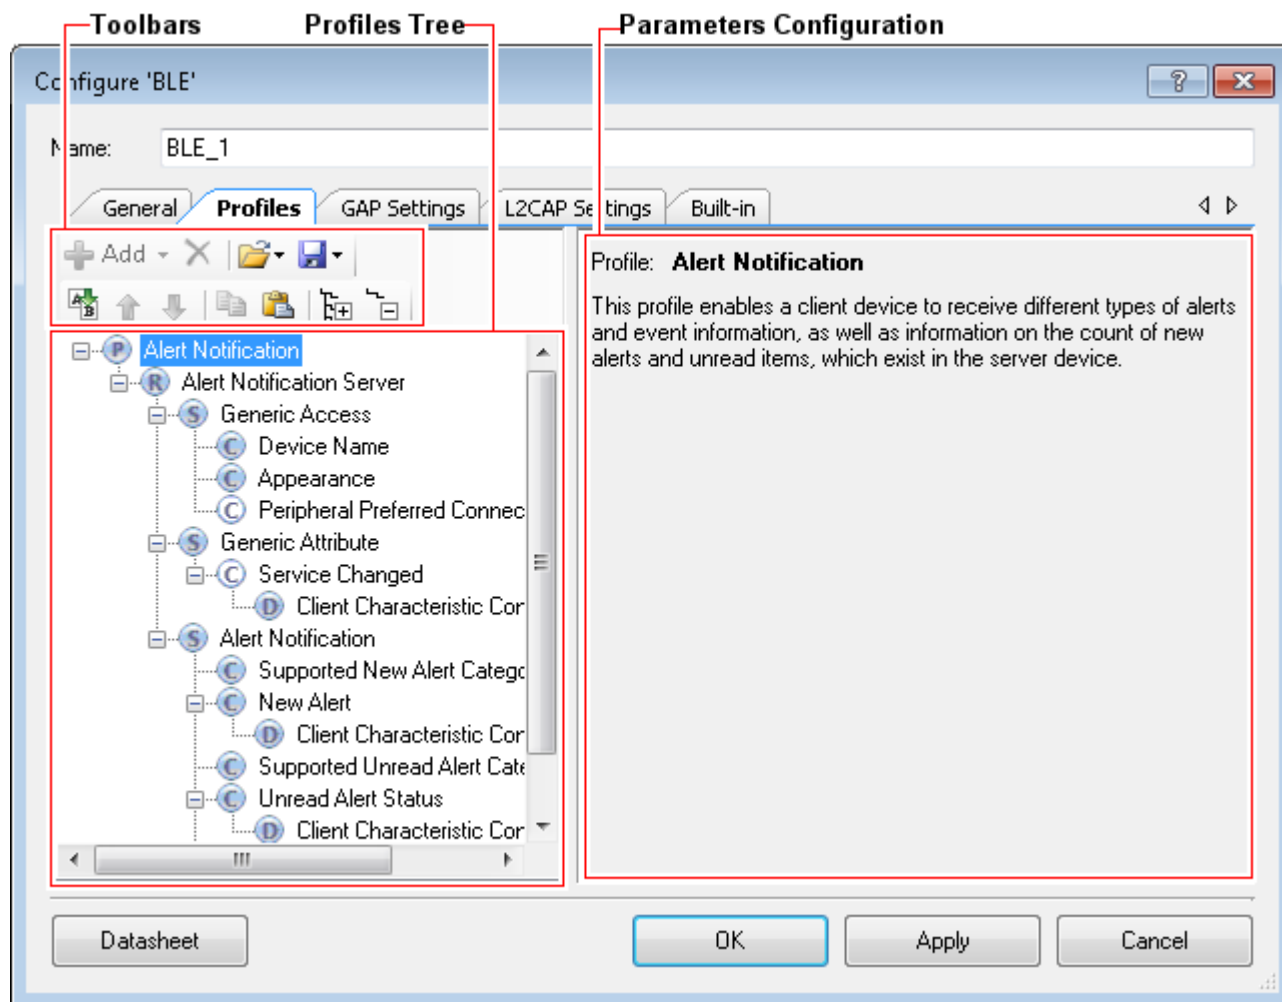 Toolbars Profiles Tree Parameters Configuration
Configure 'BLE'
Name: BLE_1
General Profiles GAP Settings L2CAP Settings Built-in
Add
Profile: Alert Notification
This profile enables a client device to receive different types of alerts
and event information, as well as information on the count of new
alerts and unread items, which exist in the server device.
P Alert Notification
R Alert Notification Server
S Generic Access
C Device Name
C Appearance
C Peripheral Preferred Connec
S Generic Attribute
C Service Changed
D Client Characteristic Cor
S Alert Notification
C Supported New Alert Catego
C New Alert
D Client Characteristic Cor
C Supported Unread Alert Cate
C Unread Alert Status
D Client Characteristic Cor
Datasheet OK Apply Cancel